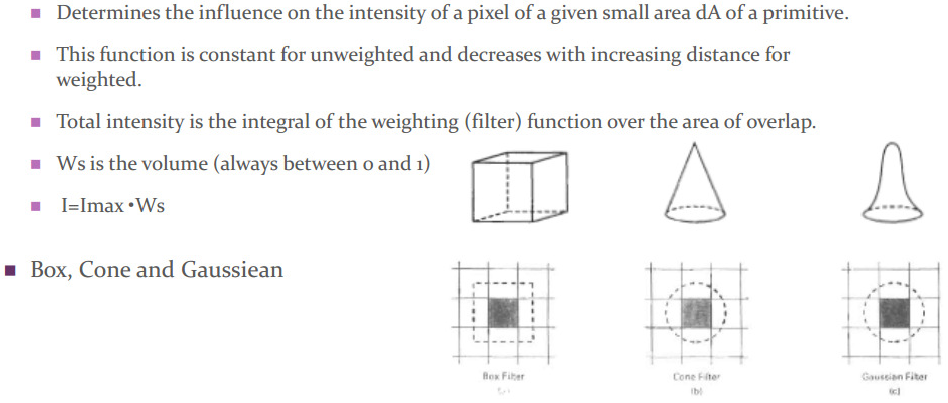 Determines the influence on the intensity of a pixel of a given small area dA of a primitive.
This function is constant for unweighted and decreases with increasing distance for
weighted.
Total intensity is the integral of the weighting (filter) function over the area of overlap.
Ws is the volume (always between 0 and 1)
I=Imax •Ws
Box, Cone and Gaussiean
Box Filter
Cone Filter
Gaussian Filter
(b)
(c)